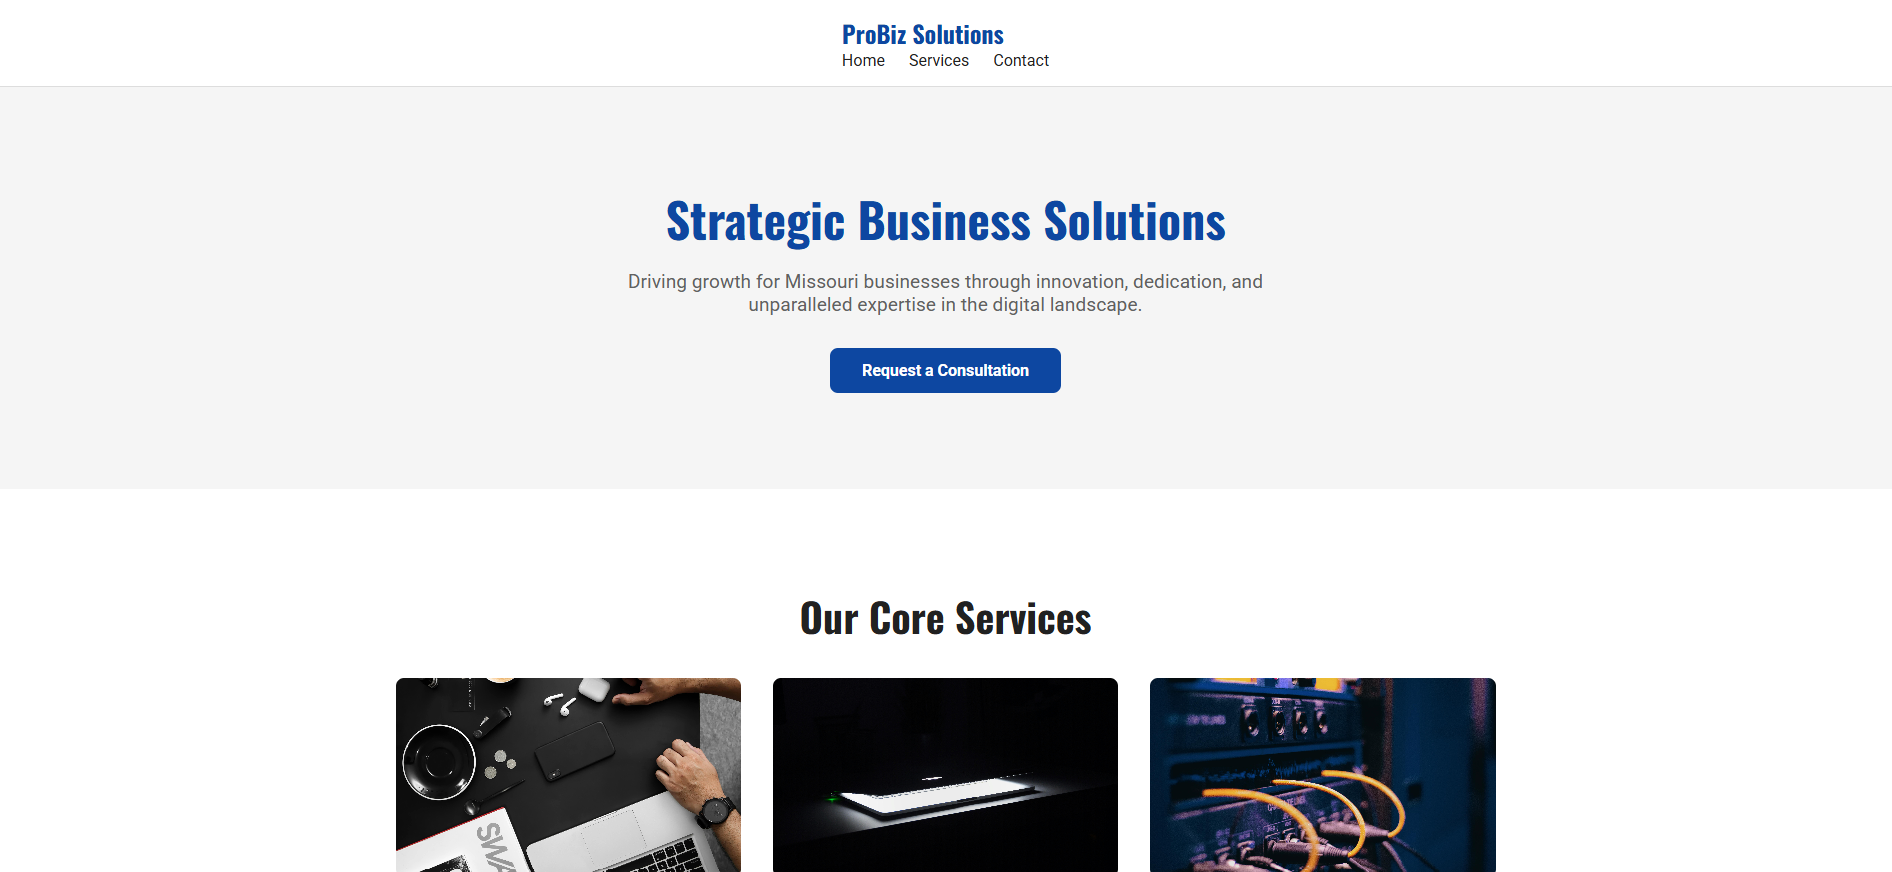 ProBiz Solutions
Home Services Contact
Strategic Business Solutions
Driving growth for Missouri businesses through innovation, dedication, and
unparalleled expertise in the digital landscape.
Request a Consultation
Our Core Services